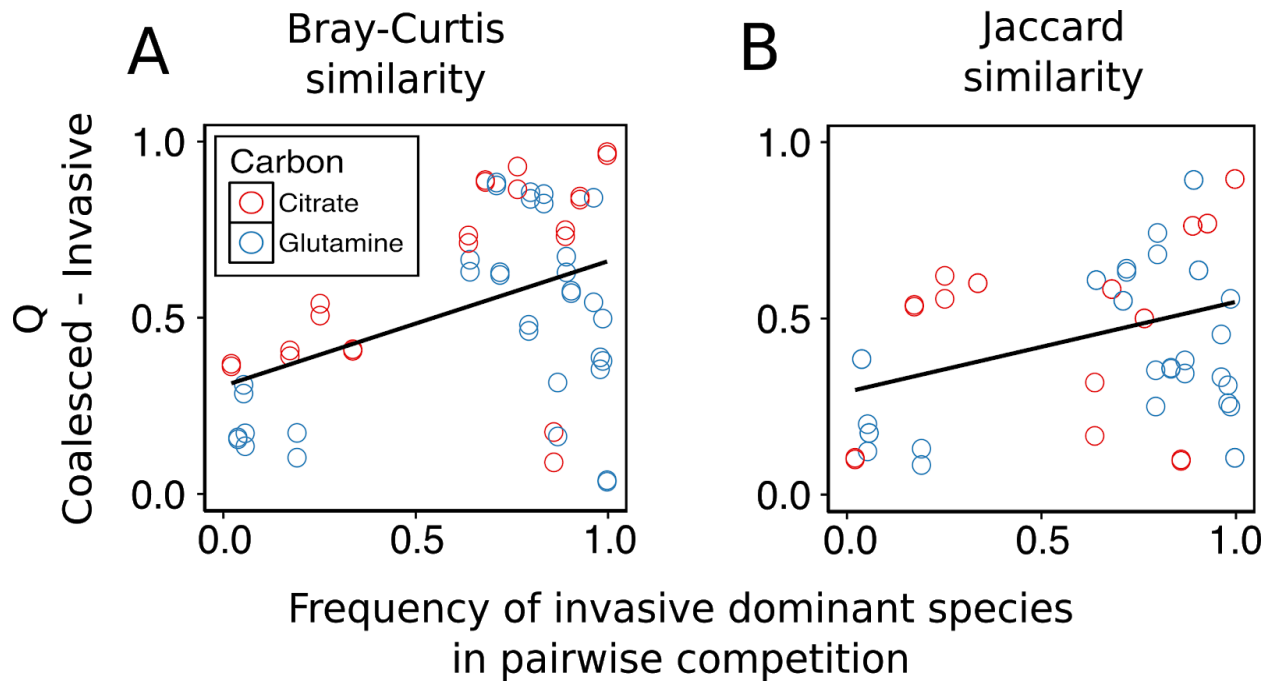 A
Bray-Curtis
similarity
B
Jaccard
similarity
Q
Coalesced - Invasive
1.0
0.5
0.0
Carbon
Citrate
Glutamine
0.0
0.5
1.0
1.0
0.5
0.0
0.0
0.5
1.0
Frequency of invasive dominant species
in pairwise competition